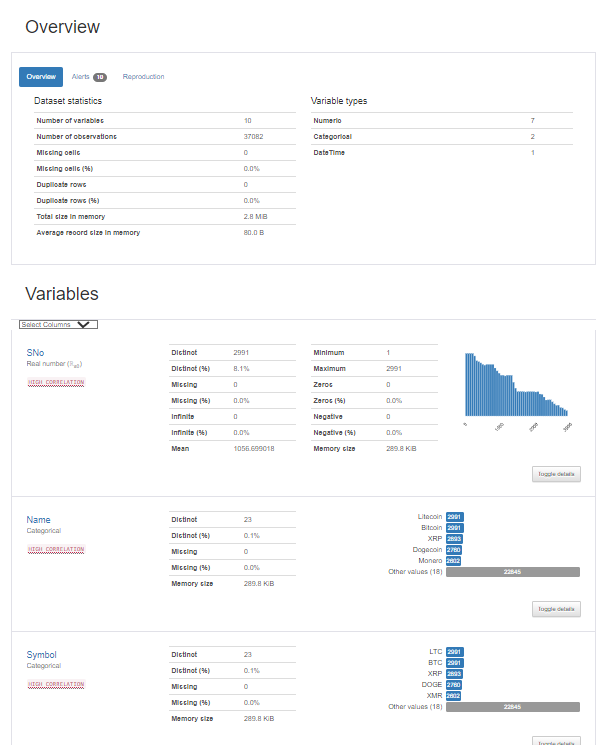 Overview
Overview Alerts 10 Reproduction
Dataset statistics
Number of variables 10
Number of observations 37082
Missing cells 0
Missing cells (%) 0.0%
Duplicate rows 0
Duplicate rows (%) 0.0%
Total size in memory 2.8 MiB
Average record size in memory 80.0 B
Variable types
Numeric 7
Categorical 2
DateTime 1
Variables
Select Columns
SNo
Real number (ℝ≥0)
HIGH CORRELATION
Distinct 2991
Distinct (%) 8.1%
Missing 0
Missing (%) 0.0%
Infinite 0
Infinite (%) 0.0%
Mean 1056.699018
Minimum 1
Maximum 2991
Zeros 0
Zeros (%) 0.0%
Negative 0
Negative (%) 0.0%
Memory size 289.8 KiB
0 1000 2000 3000
Toggle details
Name
Categorical
HIGH CORRELATION
Distinct 23
Distinct (%) 0.1%
Missing 0
Missing (%) 0.0%
Memory size 289.8 KiB
Litecoin 2991
Bitcoin 2991
XRP 2893
Dogecoin 2760
Monero 2602
Other values (18) 22845
Toggle details
Symbol
Categorical
HIGH CORRELATION
Distinct 23
Distinct (%) 0.1%
Missing 0
Missing (%) 0.0%
Memory size 289.8 KiB
LTC 2991
BTC 2991
XRP 2893
DOGE 2760
XMR 2602
Other values (18) 22845
Toggle details